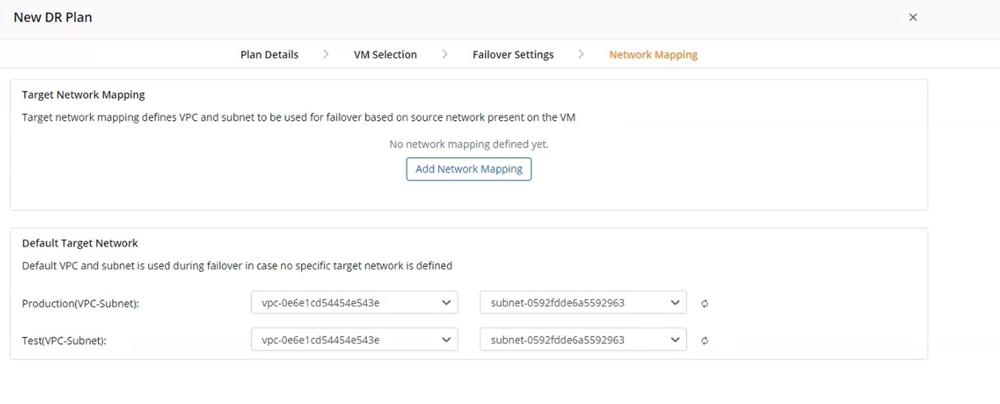 New DR Plan
Plan Details
VM Selection
Failover Settings
Network Mapping
Target Network Mapping
Target network mapping defines VPC and subnet to be used for failover based on source network present on the VM
No network mapping defined yet.
Add Network Mapping
Default Target Network
Default VPC and subnet is used during failover in case no specific target network is defined
Production(VPC-Subnet): vpc-0e6e1cd54454e543e subnet-0592fdde6a5592963
Test(VPC-Subnet): vpc-0e6e1cd54454e543e subnet-0592fdde6a5592963